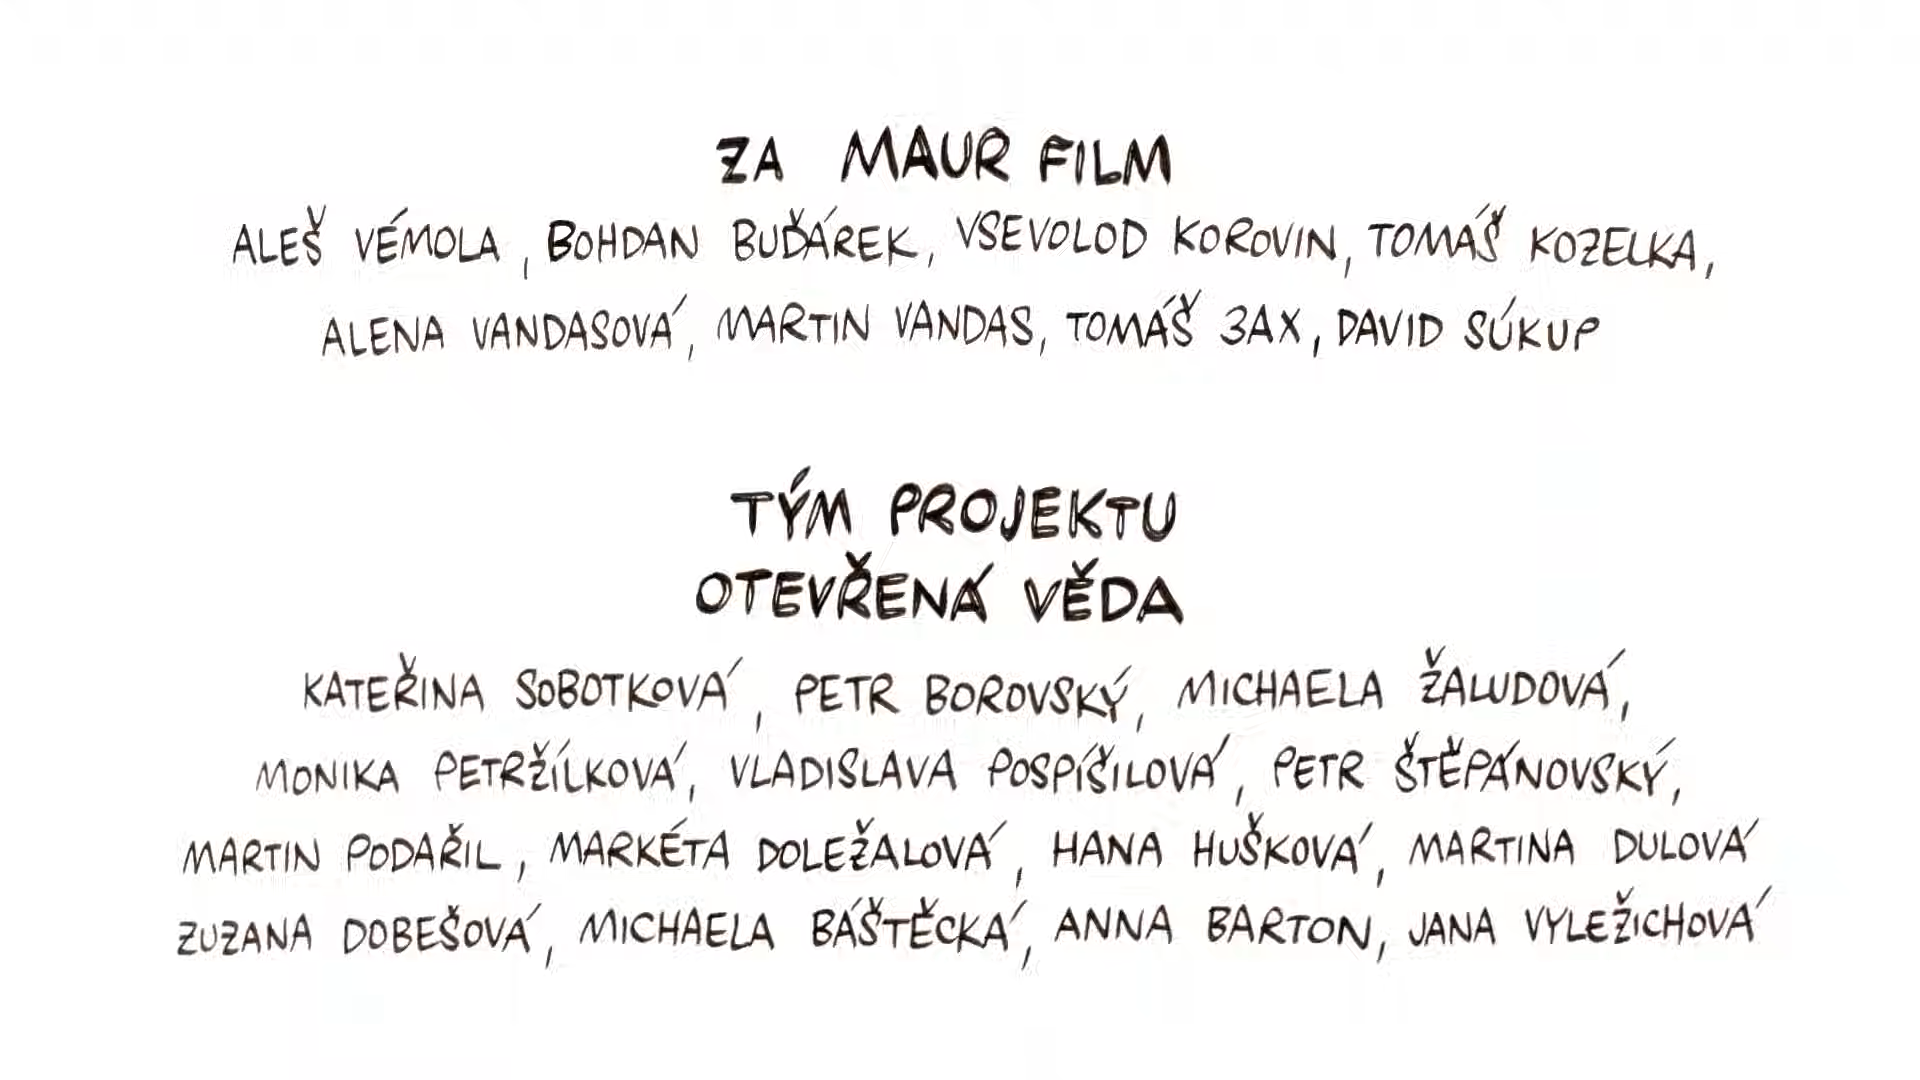 ZA MAUR FILM
ALEŠ VÉMOLA, BOHDAN BUĎÁREK, VSEVOLOD KOROVIN, TOMÁŠ KOZELKA,
ALENA VANDASOVÁ, MARTIN VANDAS, TOMÁŠ 3AX, DAVID SÚKUP
TÝM PROJEKTU
OTEVŘENÁ VĚDA
KATEŘINA SOBOTKOVÁ, PETR BOROVSKÝ, MICHAELA ŽALUDOVÁ,
MONIKA PETRŽÍLKOVÁ, VLADISLAVA POSPÍŠILOVÁ, PETR ŠTĚPÁNOVSKÝ,
MARTIN PODAŘIL, MARKÉTA DOLEŽALOVÁ, HANA HUŠKOVÁ, MARTINA DULOVÁ
ZUZANA DOBEŠOVÁ, MICHAELA BÁŠTĚCKÁ, ANNA BARTON, JANA VYLEŽICHOVÁ